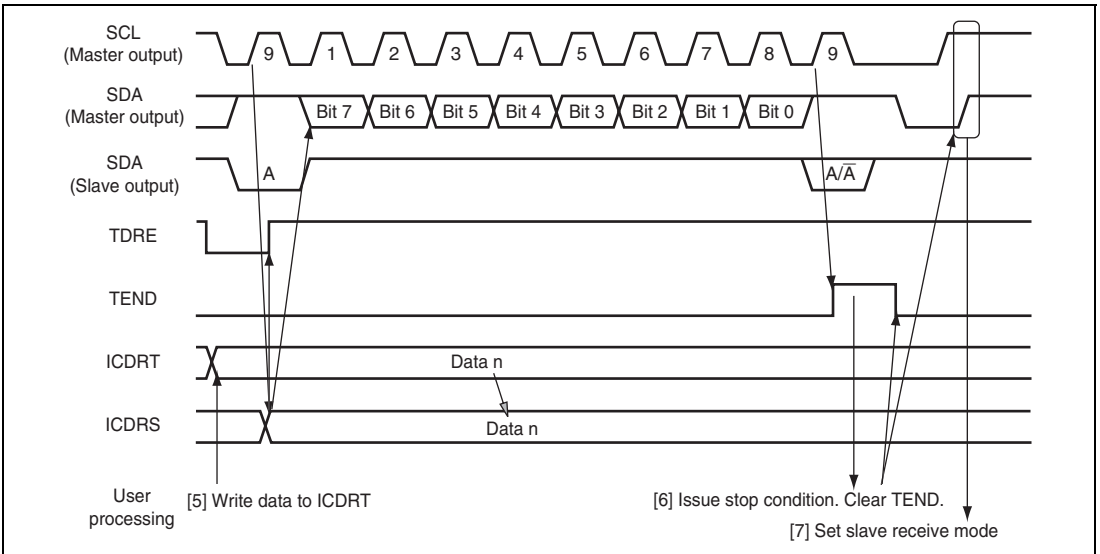 SCL
(Master output)
9 1 2 3 4 5 6 7 8 9
SDA
(Master output)
Bit 7 Bit 6 Bit 5 Bit 4 Bit 3 Bit 2 Bit 1 Bit 0
SDA
(Slave output)
A A/A̅
TDRE
TEND
ICDRT
Data n
ICDRS
Data n
User
processing
[5] Write data to ICDRT
[6] Issue stop condition. Clear TEND.
[7] Set slave receive mode